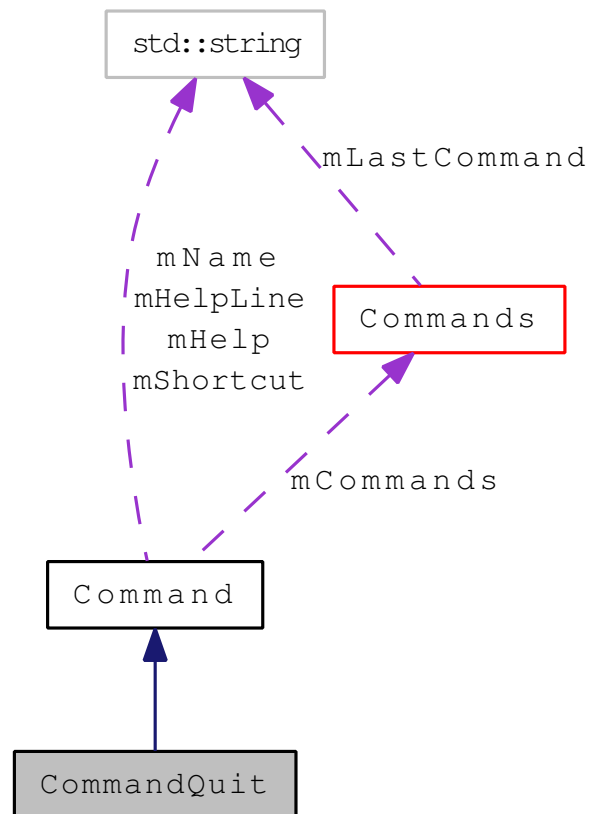 std::string
mLastCommand
mName
mHelpLine
mHelp
mShortcut
Commands
mCommands
Command
CommandQuit